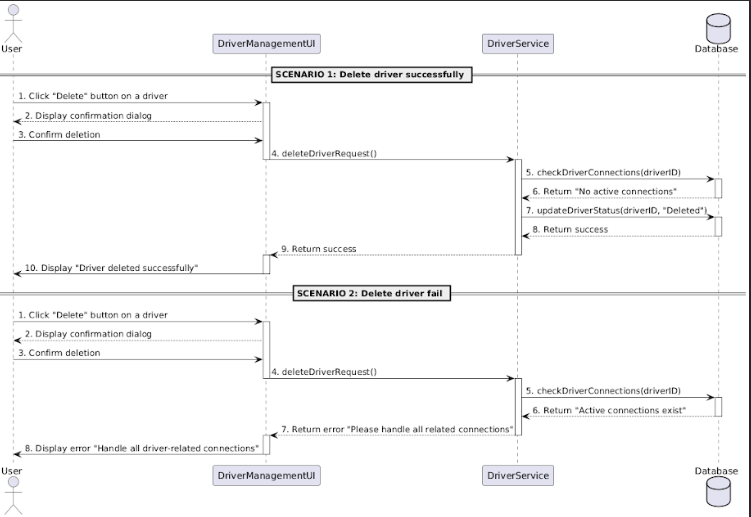 User
DriverManagementUI
DriverService
Database
SCENARIO 1: Delete driver successfully
1. Click "Delete" button on a driver
2. Display confirmation dialog
3. Confirm deletion
4. deleteDriverRequest()
5. checkDriverConnections(driverID)
6. Return "No active connections"
7. updateDriverStatus(driverID, "Deleted")
8. Return success
9. Return success
10. Display "Driver deleted successfully"
SCENARIO 2: Delete driver fail
1. Click "Delete" button on a driver
2. Display confirmation dialog
3. Confirm deletion
4. deleteDriverRequest()
5. checkDriverConnections(driverID)
6. Return "Active connections exist"
7. Return error "Please handle all related connections"
8. Display error "Handle all driver-related connections"
User
DriverManagementUI
DriverService
Database